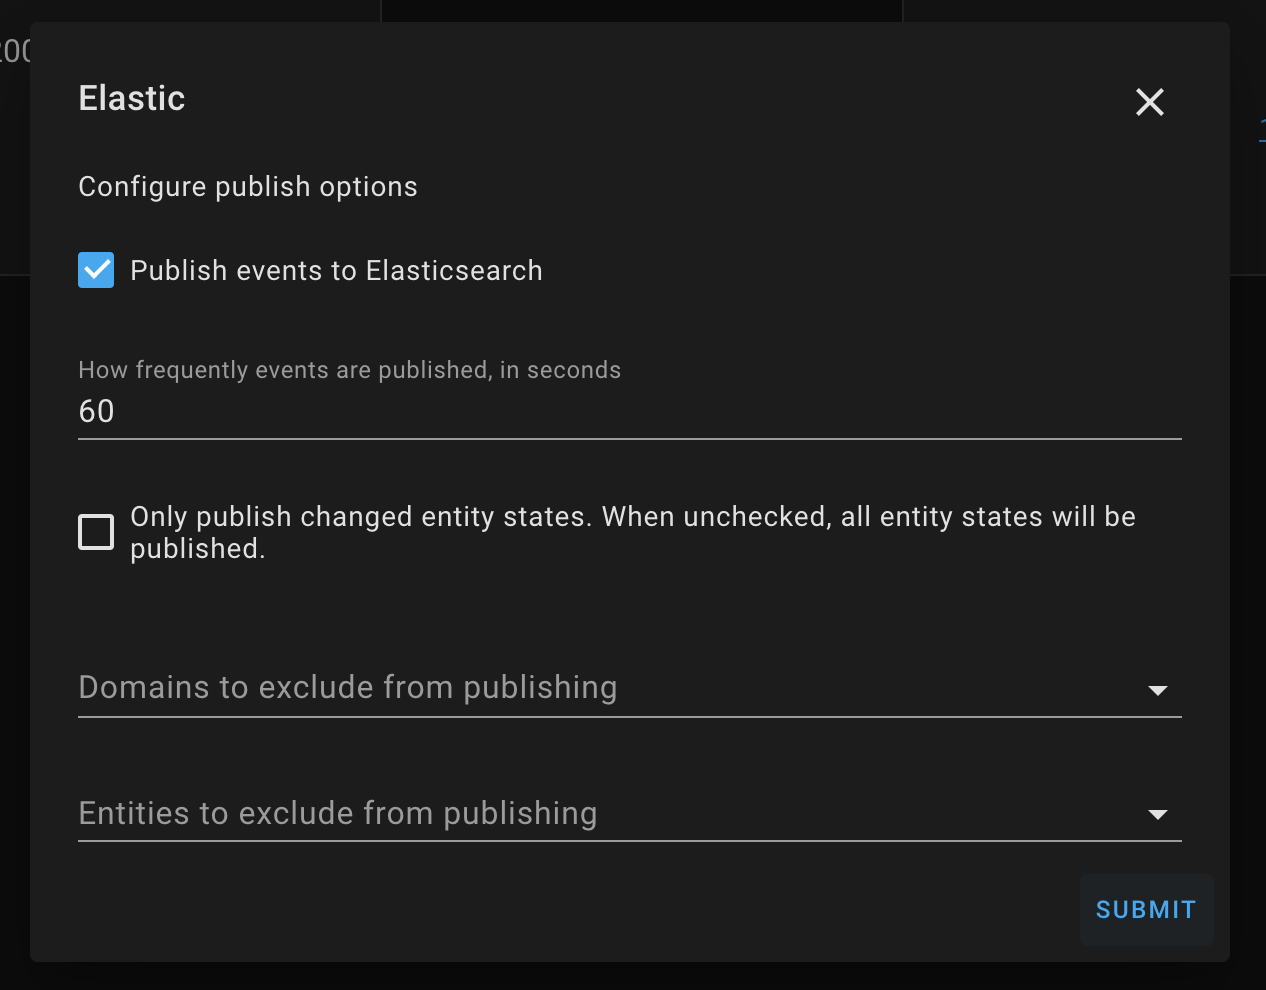 Elastic
Configure publish options
Publish events to Elasticsearch
How frequently events are published, in seconds
60
Only publish changed entity states. When unchecked, all entity states will be
published.
Domains to exclude from publishing
Entities to exclude from publishing
SUBMIT